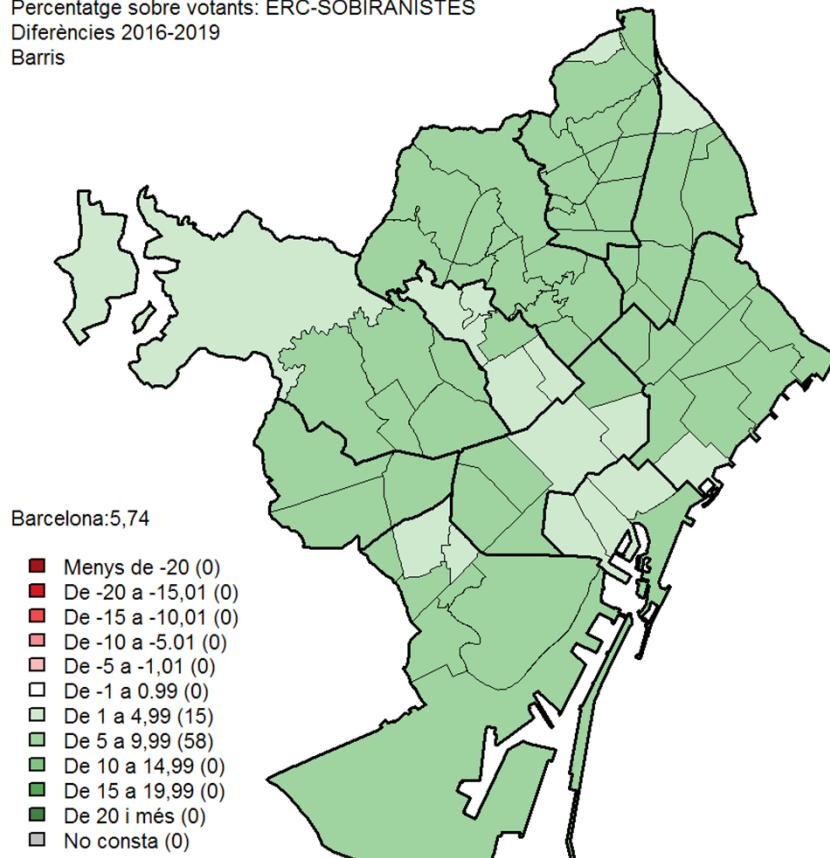 Percentatge sobre votants: ERC-SOBIRANISTES
Diferències 2016-2019
Barris
Barcelona:5,74
Menys de -20 (0)
De -20 a -15,01 (0)
De -15 a -10,01 (0)
De -10 a -5.01 (0)
De -5 a -1,01 (0)
De -1 a 0.99 (0)
De 1 a 4,99 (15)
De 5 a 9,99 (58)
De 10 a 14,99 (0)
De 15 a 19,99 (0)
De 20 i més (0)
No consta (0)